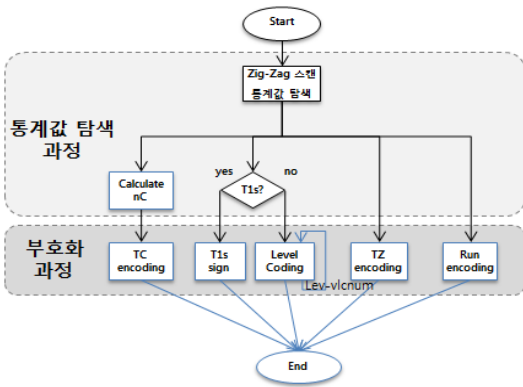 Start
Zig-Zag 스캔
통계값 탐색
통계값 탐색
과정
yes
no
T1s?
Calculate
nC
부호화
과정
TC
encoding
T1s
sign
Level
Coding
TZ
encoding
Run
encoding
Lev-vlcnum
End